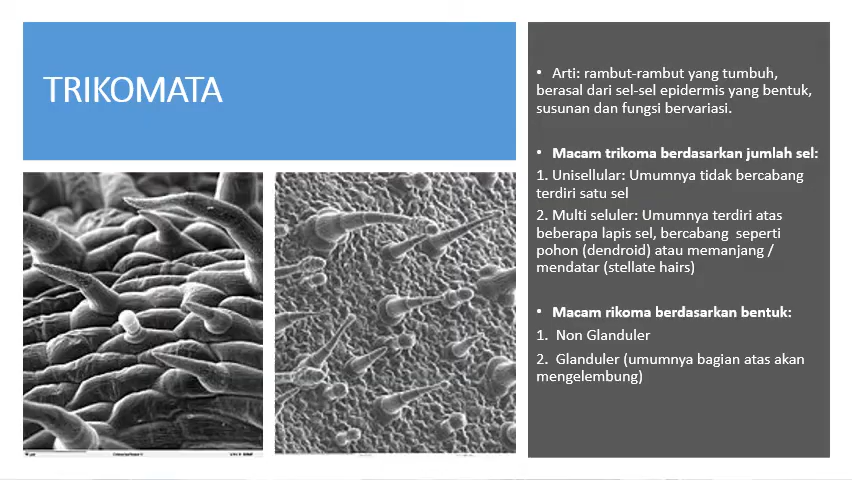 TRIKOMATA
• Arti: rambut-rambut yang tumbuh,
berasal dari sel-sel epidermis yang bentuk,
susunan dan fungsi bervariasi.
• Macam trikoma berdasarkan jumlah sel:
1. Unisellular: Umumnya tidak bercabang
terdiri satu sel
2. Multi seluler: Umumnya terdiri atas
beberapa lapis sel, bercabang seperti
pohon (dendroid) atau memanjang /
mendatar (stellate hairs)
• Macam rikoma berdasarkan bentuk:
1. Non Glanduler
2. Glanduler (umumnya bagian atas akan
mengelembung)